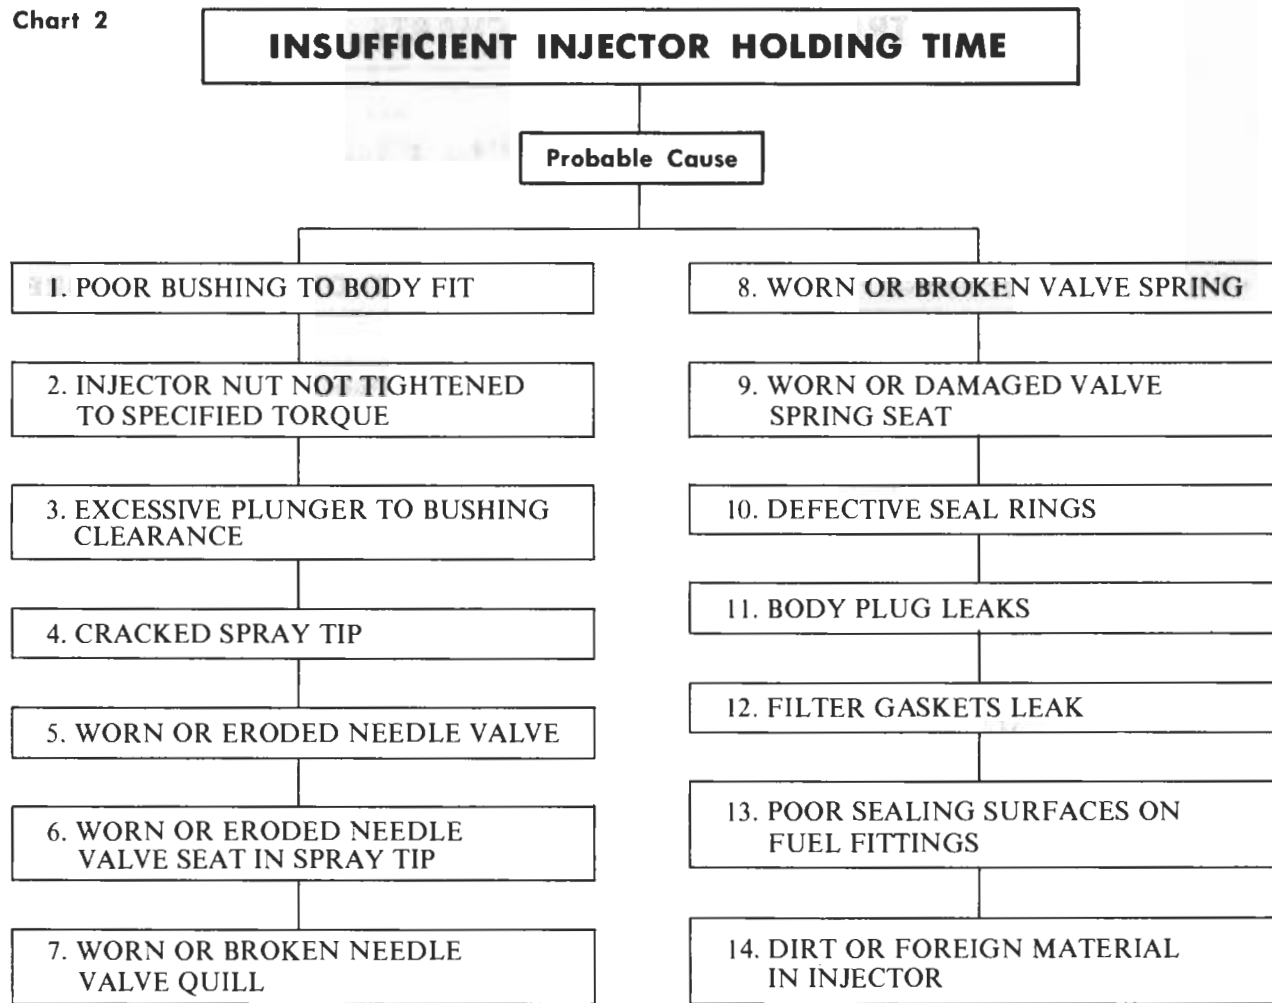 Chart 2
INSUFFICIENT INJECTOR HOLDING TIME
Probable Cause
1. POOR BUSHING TO BODY FIT
2. INJECTOR NUT NOT TIGHTENED
TO SPECIFIED TORQUE
3. EXCESSIVE PLUNGER TO BUSHING
CLEARANCE
4. CRACKED SPRAY TIP
5. WORN OR ERODED NEEDLE VALVE
6. WORN OR ERODED NEEDLE
VALVE SEAT IN SPRAY TIP
7. WORN OR BROKEN NEEDLE
VALVE QUILL
8. WORN OR BROKEN VALVE SPRING
9. WORN OR DAMAGED VALVE
SPRING SEAT
10. DEFECTIVE SEAL RINGS
11. BODY PLUG LEAKS
12. FILTER GASKETS LEAK
13. POOR SEALING SURFACES ON
FUEL FITTINGS
14. DIRT OR FOREIGN MATERIAL
IN INJECTOR